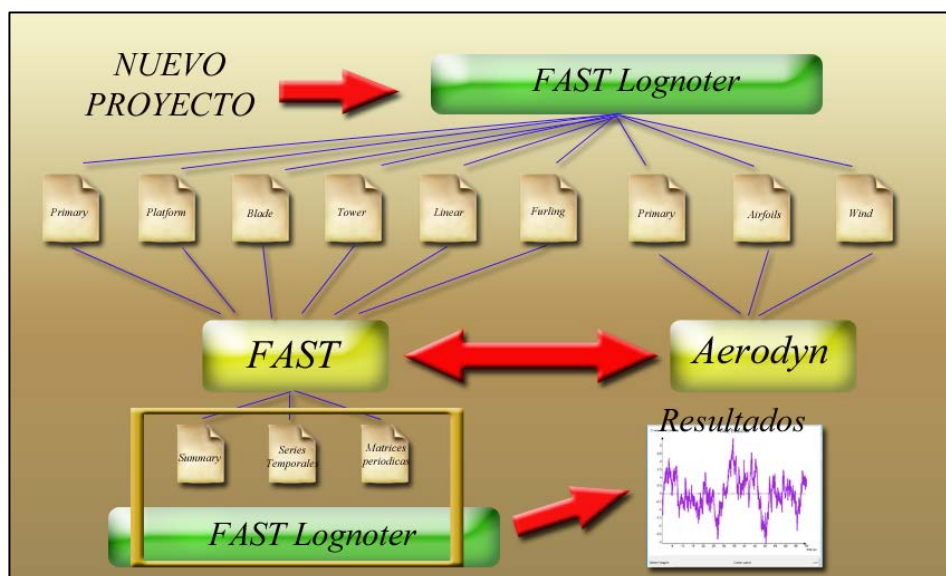 NUEVO
PROYECTO
FAST Lognoter
Primary
Platform
Blade
Tower
Linear
Furling
Primary
Airfoils
Wind
FAST
Aerodyn
Summary
Series
Temporales
Matrices
periodicas
Resultados
FAST Lognoter